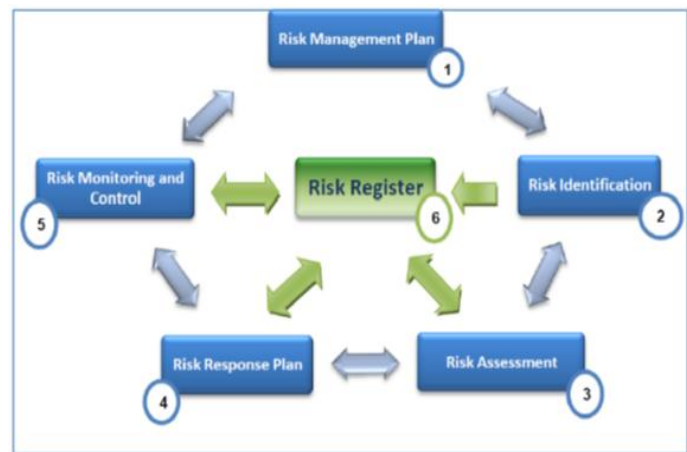 Risk Management Plan
1
Risk Monitoring and
Control
5
Risk Register
6
Risk Identification
2
Risk Response Plan
4
Risk Assessment
3